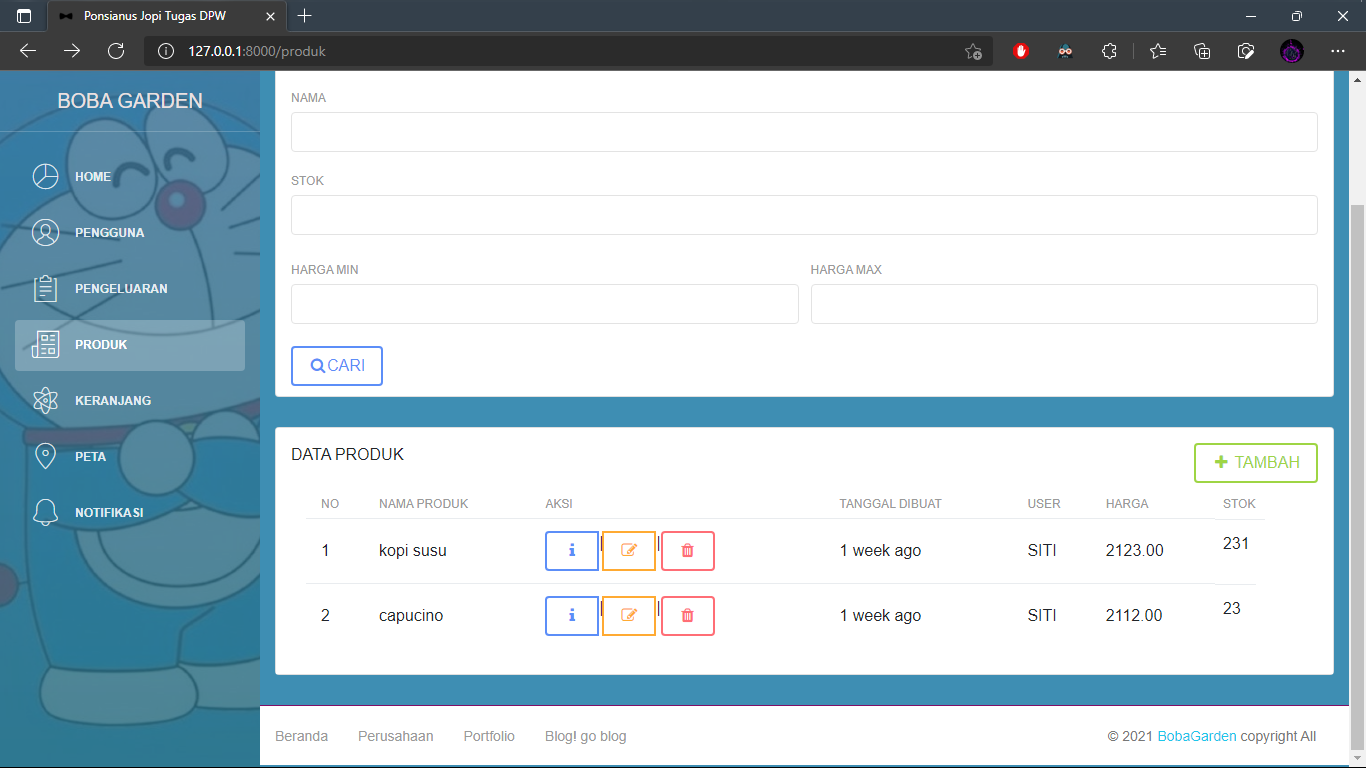 Ponsianus Jopi Tugas DPW
127.0.0.1:8000/produk
BOBA GARDEN
HOME
PENGGUNA
PENGELUARAN
PRODUK
KERANJANG
PETA
NOTIFIKASI
NAMA
STOK
HARGA MIN HARGA MAX
CARI
DATA PRODUK
TAMBAH
NO NAMA PRODUK AKSI TANGGAL DIBUAT USER HARGA STOK
1 kopi susu | | 1 week ago SITI 2123.00 231
2 capucino | | 1 week ago SITI 2112.00 23
Beranda Perusahaan Portfolio Blog! go blog © 2021 BobaGarden copyright All